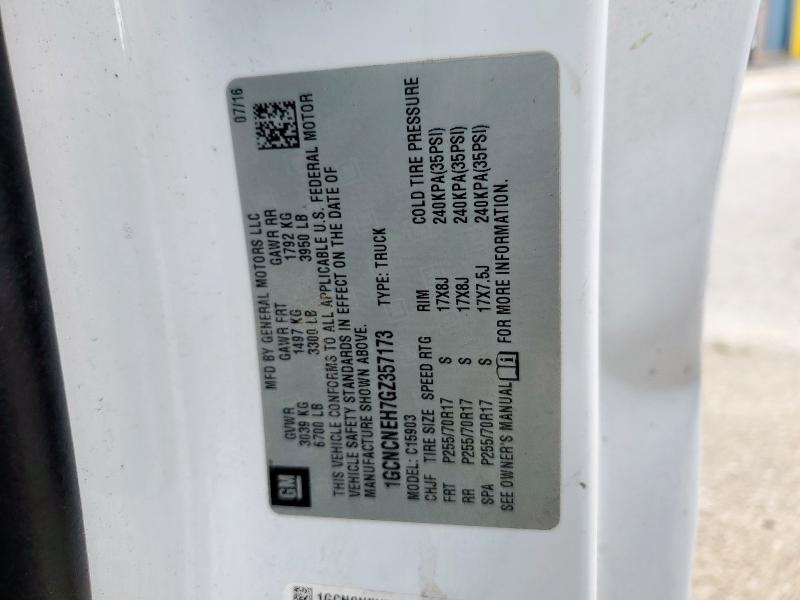 GM
MFD BY GENERAL MOTORS LLC 07/16
GVWR GAWR FRT GAWR RR
3039 KG 1497 KG 1792 KG
6700 LB 3300 LB 3950 LB
THIS VEHICLE CONFORMS TO ALL APPLICABLE U.S. FEDERAL MOTOR
VEHICLE SAFETY STANDARDS IN EFFECT ON THE DATE OF
MANUFACTURE SHOWN ABOVE.
1GCNCNEH7GZ357173 TYPE: TRUCK
MODEL: C15903
CHJF TIRE SIZE SPEED RTG RIM COLD TIRE PRESSURE
FRT P255/70R17 S 17X8J 240KPA(35PSI)
RR P255/70R17 S 17X8J 240KPA(35PSI)
SPA P255/70R17 S 17X7.5J 240KPA(35PSI)
SEE OWNER'S MANUAL FOR MORE INFORMATION.